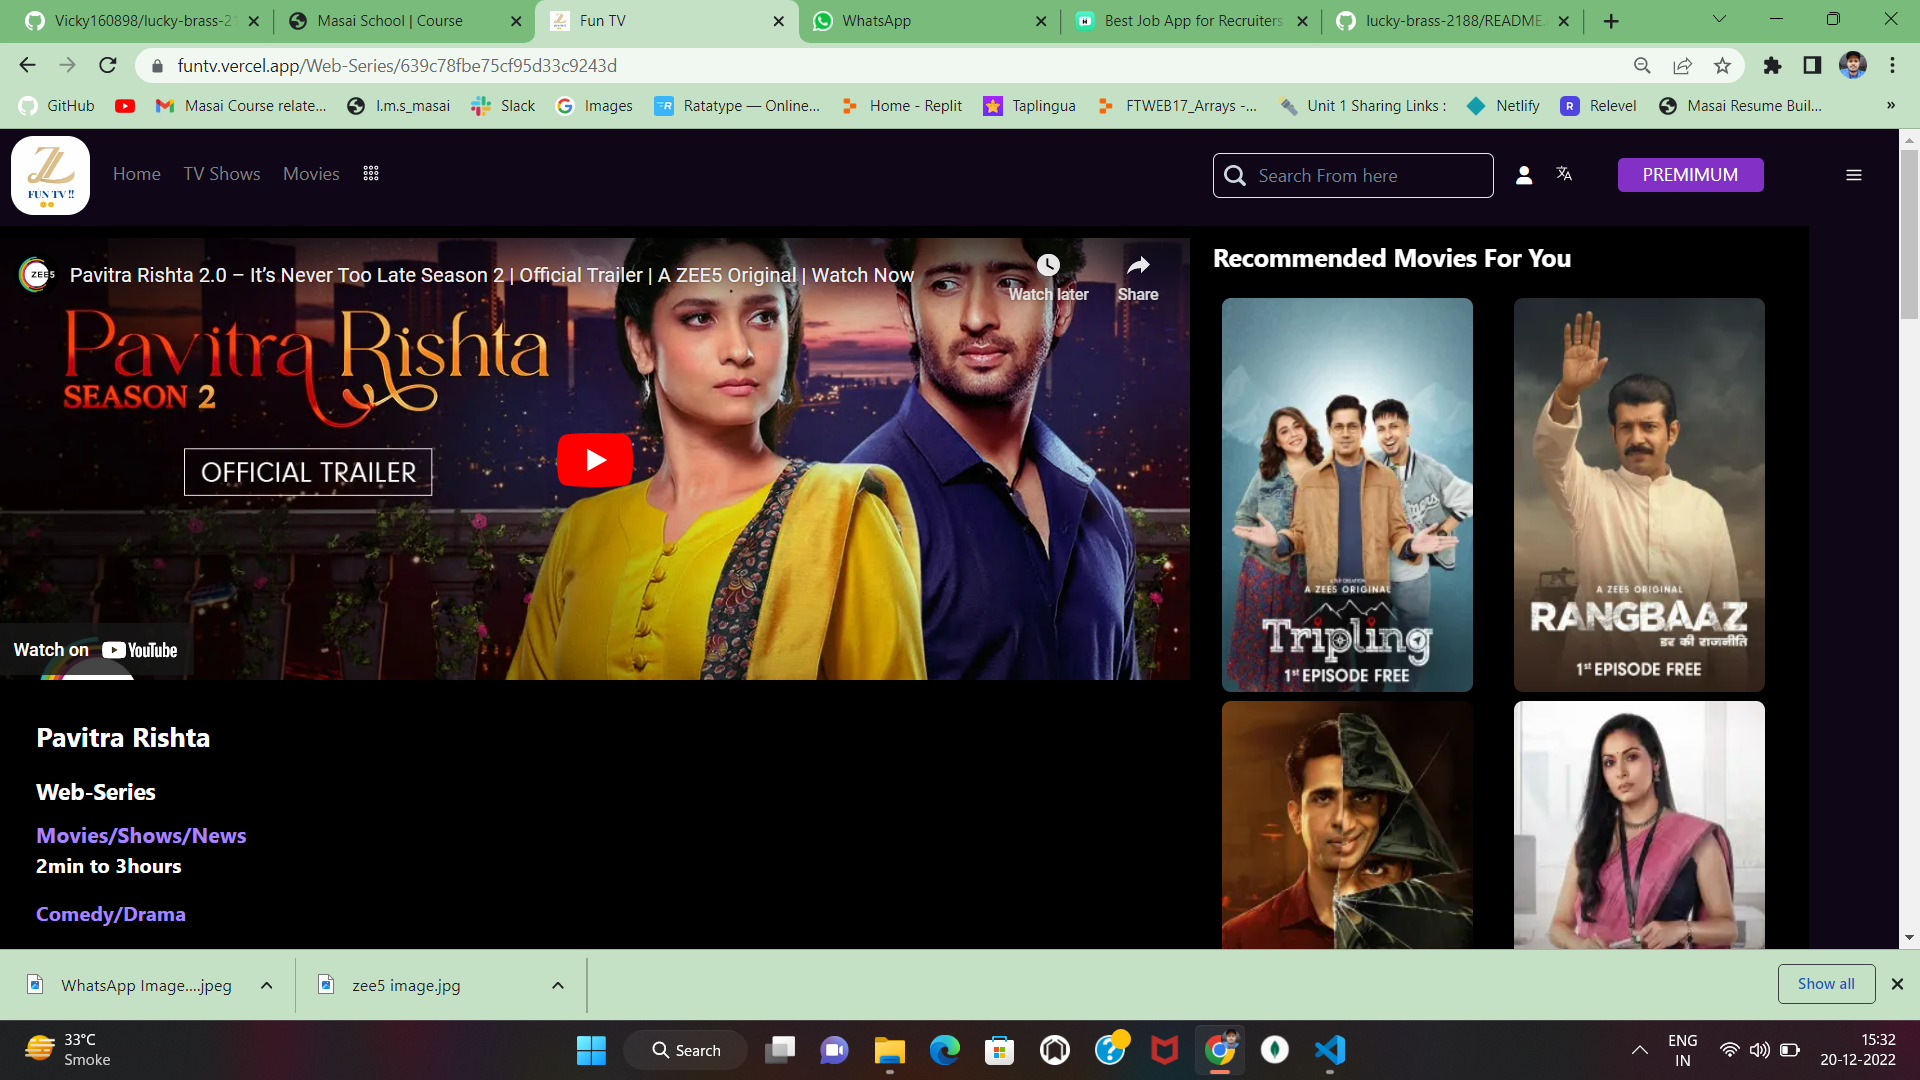 Vicky160898/lucky-brass-21
Masai School | Course
Fun TV
WhatsApp
Best Job App for Recruiters
lucky-brass-2188/README.
funtv.vercel.app/Web-Series/639c78fbe75cf95d33c9243d
GitHub
Masai Course relate...
l.m.s_masai
Slack
Images
Ratatype — Online...
Home - Replit
Taplingua
FTWEB17_Arrays -...
Unit 1 Sharing Links :
Netlify
Relevel
Masai Resume Buil...
»
FUN TV !!
Home
TV Shows
Movies
Search From here
PREMIMUM
ZEE5
Pavitra Rishta 2.0 – It's Never Too Late Season 2 | Official Trailer | A ZEE5 Original | Watch Now
Watch later
Share
Pavitra Rishta
SEASON 2
OFFICIAL TRAILER
Watch on YouTube
Recommended Movies For You
A ZEE5 ORIGINAL
Tripling
1st EPISODE FREE
A ZEE5 ORIGINAL
RANGBAAZ
डर की राजनीति
1st EPISODE FREE
Pavitra Rishta
Web-Series
Movies/Shows/News
2min to 3hours
Comedy/Drama
WhatsApp Image....jpeg
zee5 image.jpg
Show all
33°C
Smoke
Search
ENG
IN
15:32
20-12-2022